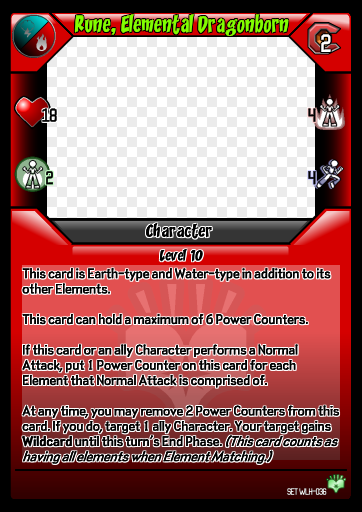 Rune, Elemental Dragonborn
2
18
4
2
4
Character
Level 10
This card is Earth-type and Water-type in addition to its
other Elements.
This card can hold a maximum of 6 Power Counters.
If this card or an ally Character performs a Normal
Attack, put 1 Power Counter on this card for each
Element that Normal Attack is comprised of.
At any time, you may remove 2 Power Counters from this
card. If you do, target 1 ally Character. Your target gains
Wildcard until this turn's End Phase. (This card counts as
having all elements when Element Matching.)
SET WLH-036